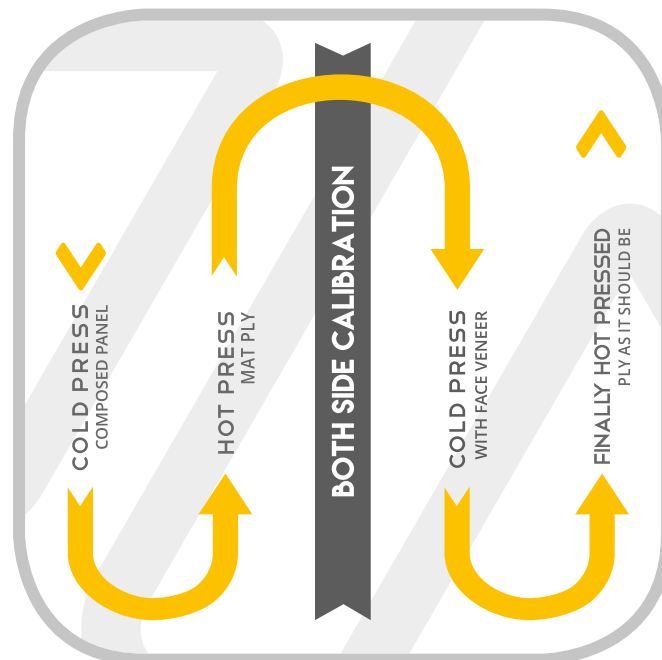 COLD PRESS
COMPOSED PANEL
HOT PRESS
MAT PLY
BOTH SIDE CALIBRATION
COLD PRESS
WITH FACE VENEER
FINALLY HOT PRESSED
PLY AS IT SHOULD BE